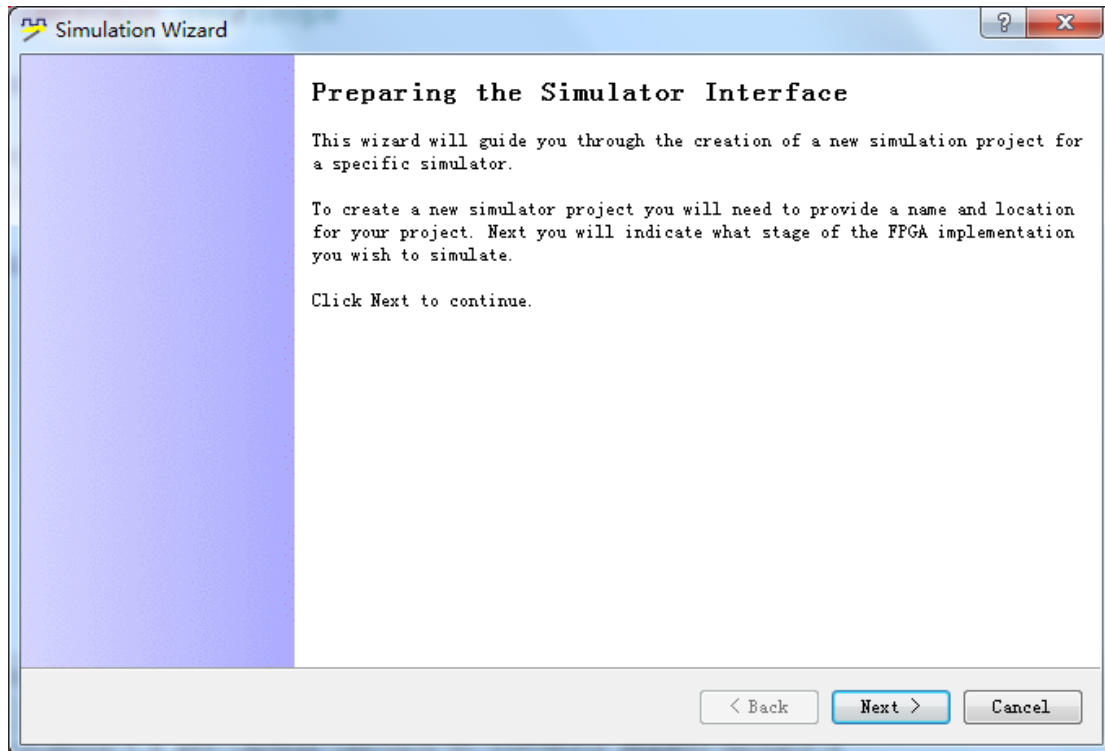 Simulation Wizard
Preparing the Simulator Interface
This wizard will guide you through the creation of a new simulation project for
a specific simulator.
To create a new simulator project you will need to provide a name and location
for your project. Next you will indicate what stage of the FPGA implementation
you wish to simulate.
Click Next to continue.
< Back Next > Cancel